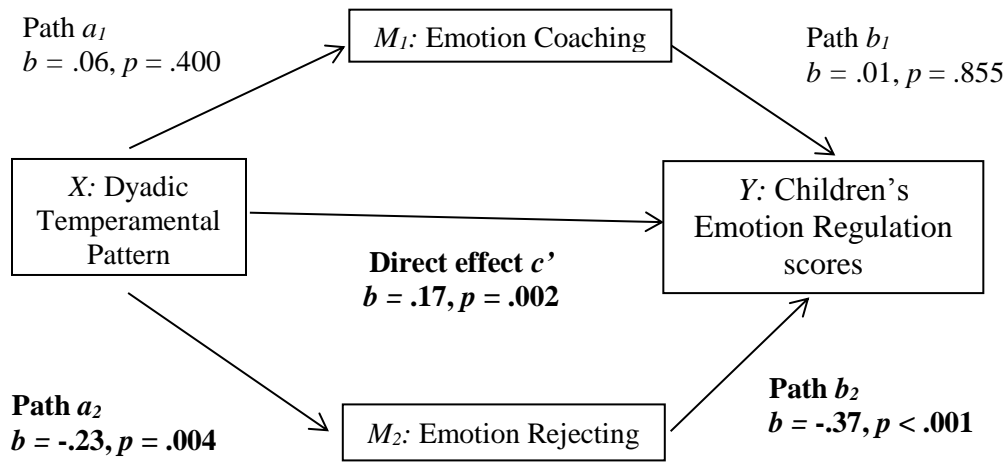 Path a1
b = .06, p = .400
M1: Emotion Coaching
Path b1
b = .01, p = .855
X: Dyadic
Temperamental
Pattern
Y: Children’s
Emotion Regulation
scores
Direct effect c’
b = .17, p = .002
Path a2
b = -.23, p = .004
M2: Emotion Rejecting
Path b2
b = -.37, p < .001